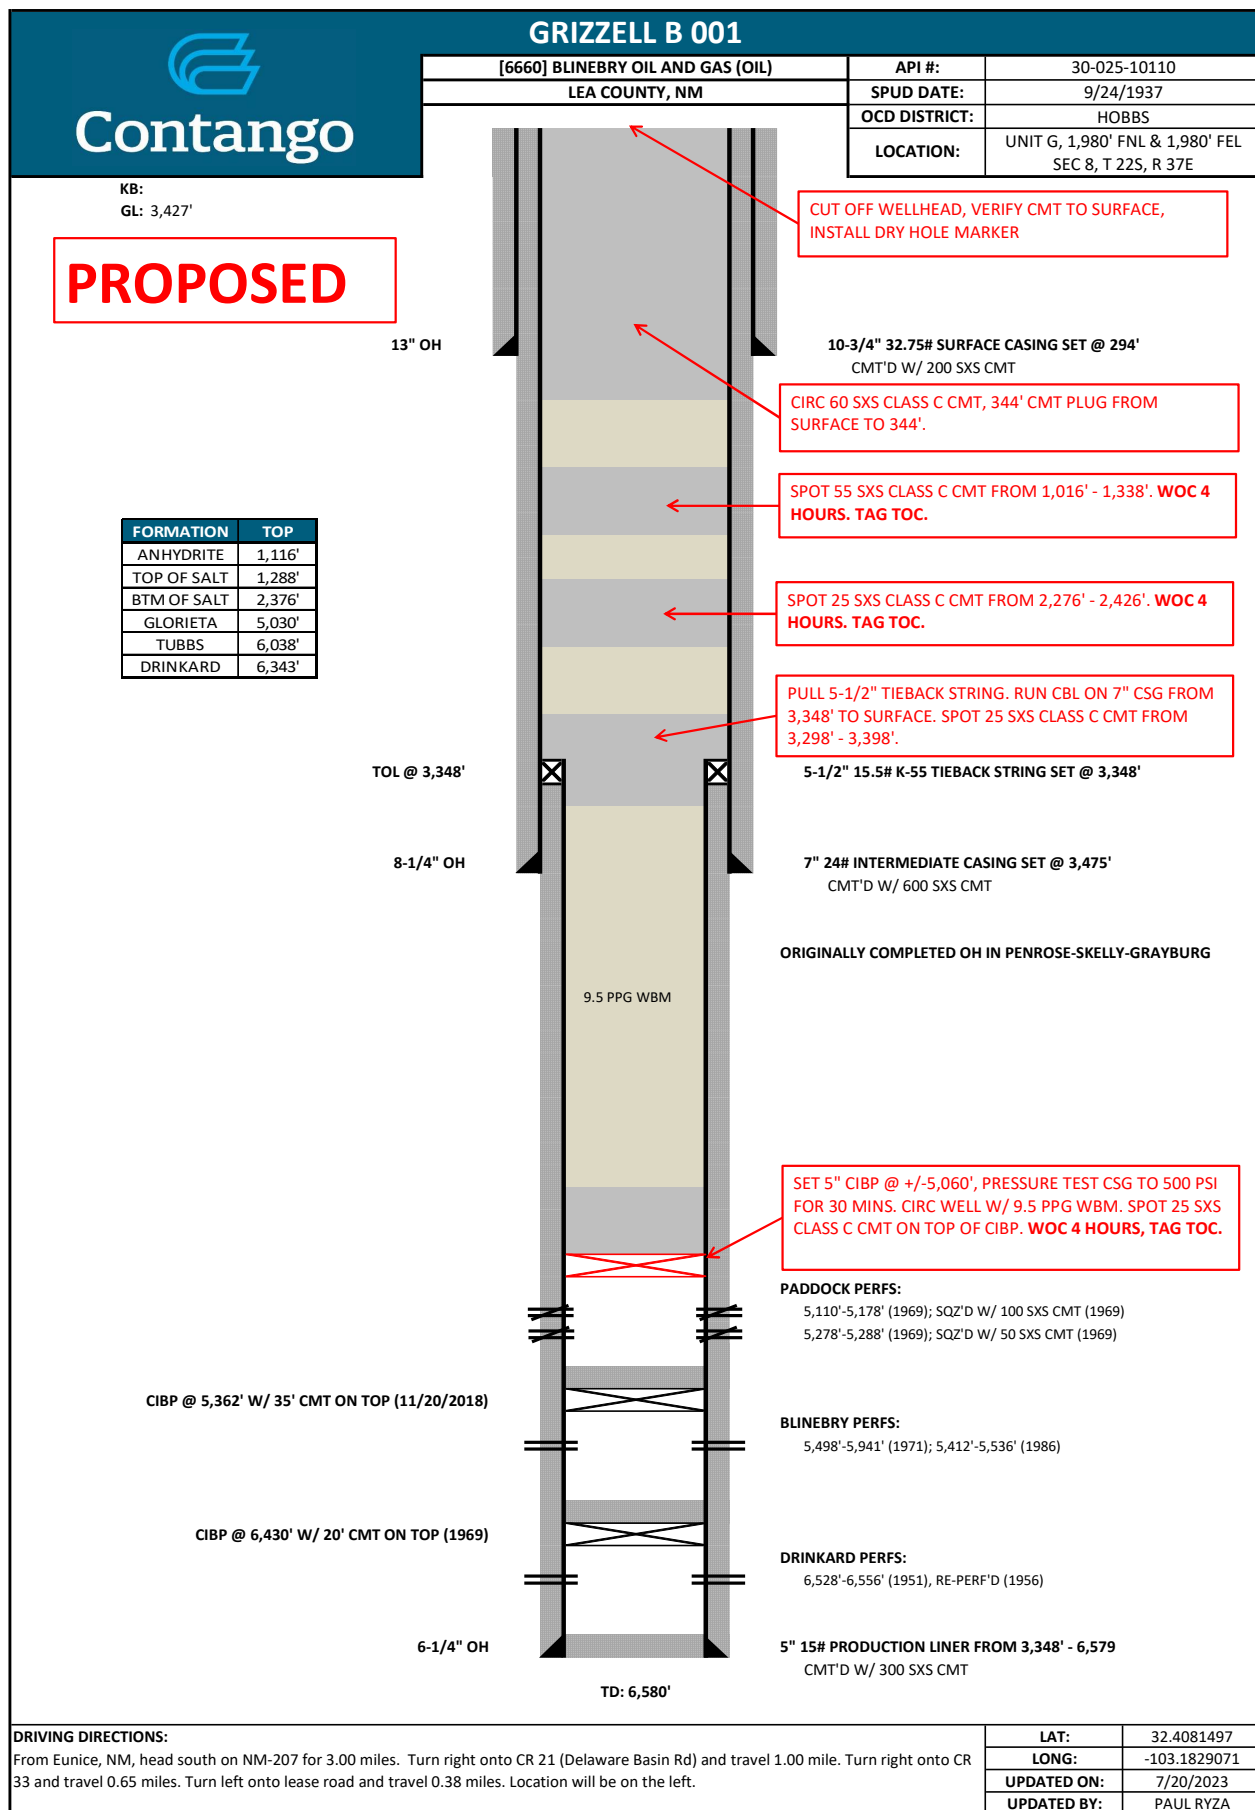 GRIZZELL B 001
Contango
[6660] BLINEBRY OIL AND GAS (OIL)
LEA COUNTY, NM
API #: 30-025-10110
SPUD DATE: 9/24/1937
OCD DISTRICT: HOBBS
LOCATION: UNIT G, 1,980' FNL & 1,980' FEL
SEC 8, T 22S, R 37E
KB:
GL: 3,427'
PROPOSED
CUT OFF WELLHEAD, VERIFY CMT TO SURFACE,
INSTALL DRY HOLE MARKER
13" OH
10-3/4" 32.75# SURFACE CASING SET @ 294'
CMT'D W/ 200 SXS CMT
CIRC 60 SXS CLASS C CMT, 344' CMT PLUG FROM
SURFACE TO 344'.
SPOT 55 SXS CLASS C CMT FROM 1,016' - 1,338'. WOC 4
HOURS. TAG TOC.
FORMATION TOP
ANHYDRITE 1,116'
TOP OF SALT 1,288'
BTM OF SALT 2,376'
GLORIETA 5,030'
TUBBS 6,038'
DRINKARD 6,343'
SPOT 25 SXS CLASS C CMT FROM 2,276' - 2,426'. WOC 4
HOURS. TAG TOC.
PULL 5-1/2" TIEBACK STRING. RUN CBL ON 7" CSG FROM
3,348' TO SURFACE. SPOT 25 SXS CLASS C CMT FROM
3,298' - 3,398'.
TOL @ 3,348'
5-1/2" 15.5# K-55 TIEBACK STRING SET @ 3,348'
8-1/4" OH
7" 24# INTERMEDIATE CASING SET @ 3,475'
CMT'D W/ 600 SXS CMT
ORIGINALLY COMPLETED OH IN PENROSE-SKELLY-GRAYBURG
9.5 PPG WBM
SET 5" CIBP @ +/-5,060', PRESSURE TEST CSG TO 500 PSI
FOR 30 MINS. CIRC WELL W/ 9.5 PPG WBM. SPOT 25 SXS
CLASS C CMT ON TOP OF CIBP. WOC 4 HOURS, TAG TOC.
PADDOCK PERFS:
5,110'-5,178' (1969); SQZ'D W/ 100 SXS CMT (1969)
5,278'-5,288' (1969); SQZ'D W/ 50 SXS CMT (1969)
CIBP @ 5,362' W/ 35' CMT ON TOP (11/20/2018)
BLINEBRY PERFS:
5,498'-5,941' (1971); 5,412'-5,536' (1986)
CIBP @ 6,430' W/ 20' CMT ON TOP (1969)
DRINKARD PERFS:
6,528'-6,556' (1951), RE-PERF'D (1956)
6-1/4" OH
5" 15# PRODUCTION LINER FROM 3,348' - 6,579
CMT'D W/ 300 SXS CMT
TD: 6,580'
DRIVING DIRECTIONS:
From Eunice, NM, head south on NM-207 for 3.00 miles. Turn right onto CR 21 (Delaware Basin Rd) and travel 1.00 mile. Turn right onto CR
33 and travel 0.65 miles. Turn left onto lease road and travel 0.38 miles. Location will be on the left.
LAT: 32.4081497
LONG: -103.1829071
UPDATED ON: 7/20/2023
UPDATED BY: PAUL RYZA